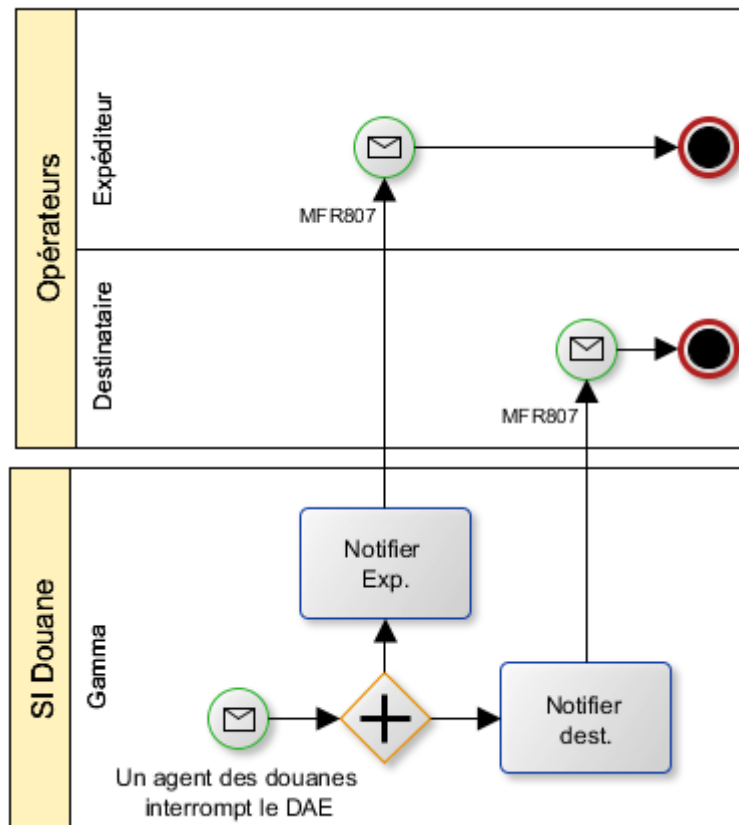 Opérateurs
Expéditeur
MFR807
Destinataire
MFR807
SI Douane
Gamma
Notifier
Exp.
Notifier
dest.
Un agent des douanes
interrompt le DAE